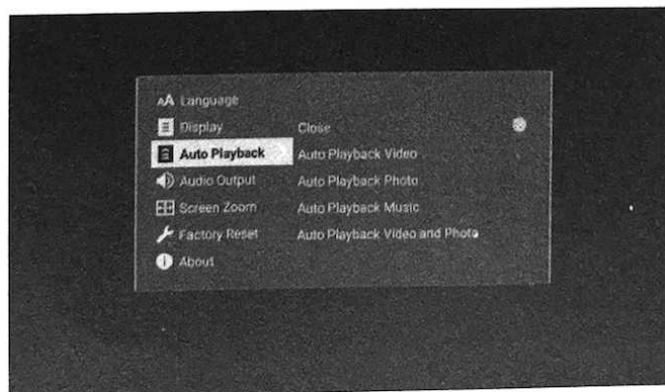 AA Language
Display
Close
Auto Playback
Auto Playback Video
Audio Output
Auto Playback Photo
Screen Zoom
Auto Playback Music
Factory Reset
Auto Playback Video and Photo
About